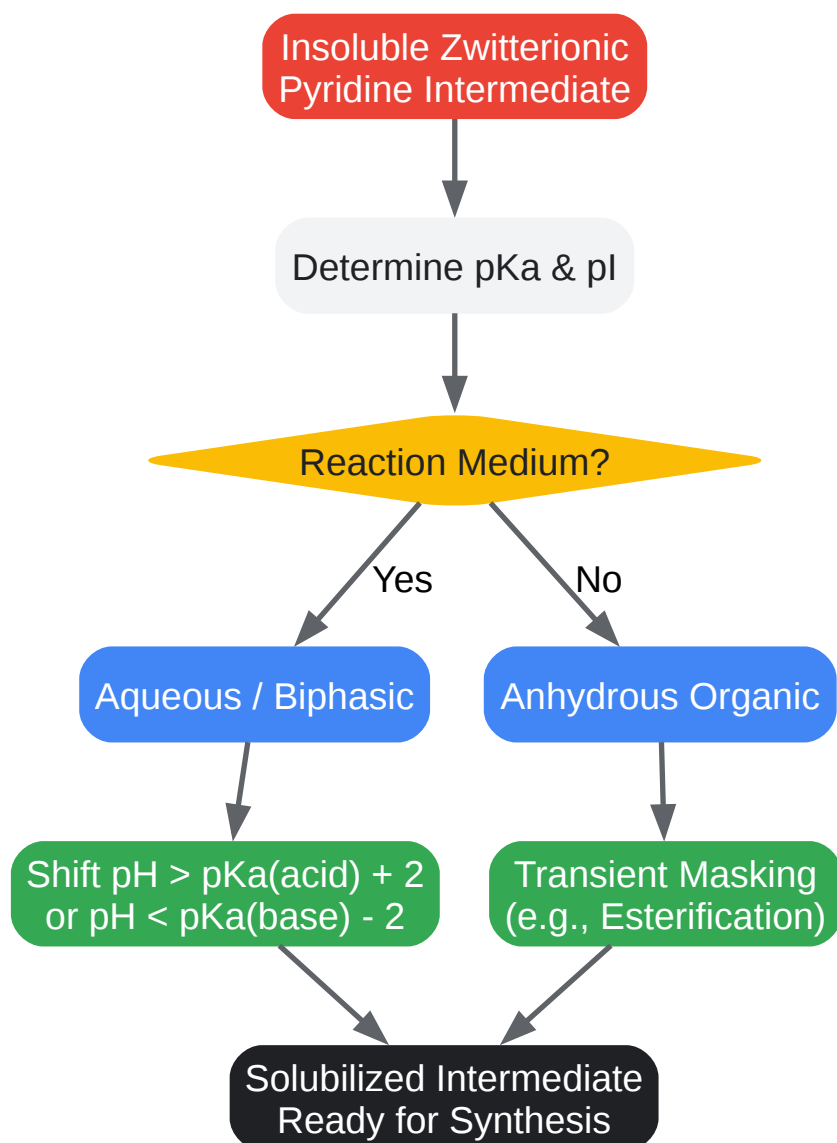 Insoluble Zwitterionic
Pyridine Intermediate
Determine pKa & pI
Reaction Medium?
Yes
No
Aqueous / Biphasic
Anhydrous Organic
Shift pH > pKa(acid) + 2
or pH < pKa(base) - 2
Transient Masking
(e.g., Esterification)
Solubilized Intermediate
Ready for Synthesis